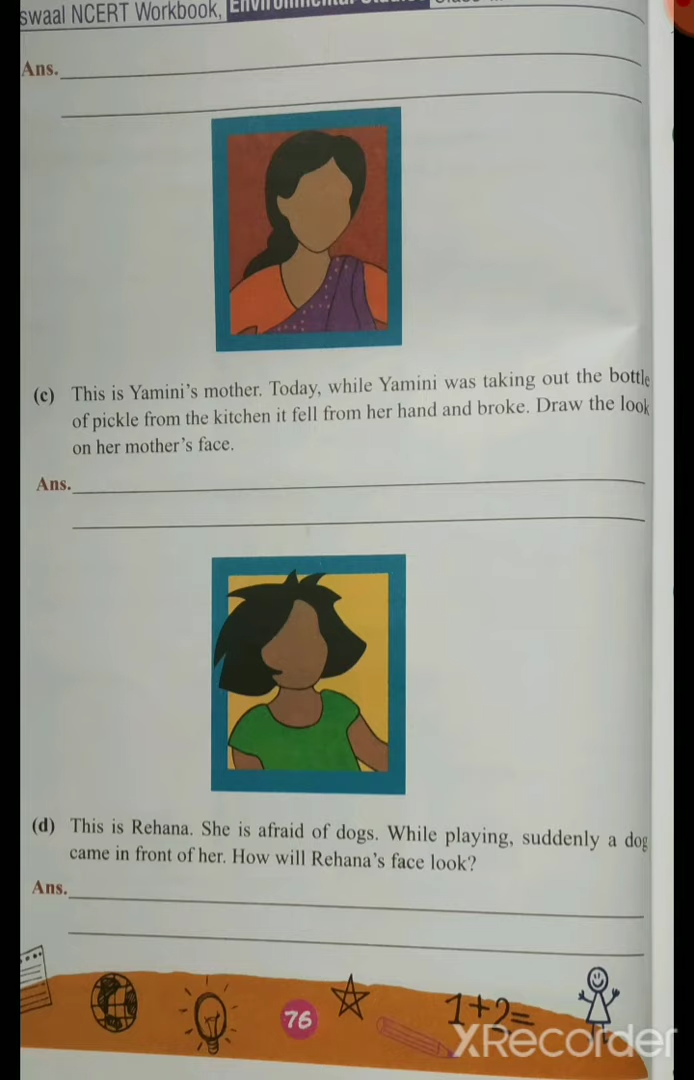 swaal NCERT Workbook, Environmental Studies
Ans.
(c) This is Yamini's mother. Today, while Yamini was taking out the bottle
of pickle from the kitchen it fell from her hand and broke. Draw the look
on her mother's face.
Ans.
(d) This is Rehana. She is afraid of dogs. While playing, suddenly a dog
came in front of her. How will Rehana's face look?
Ans.
76
1+2=
XRecorder